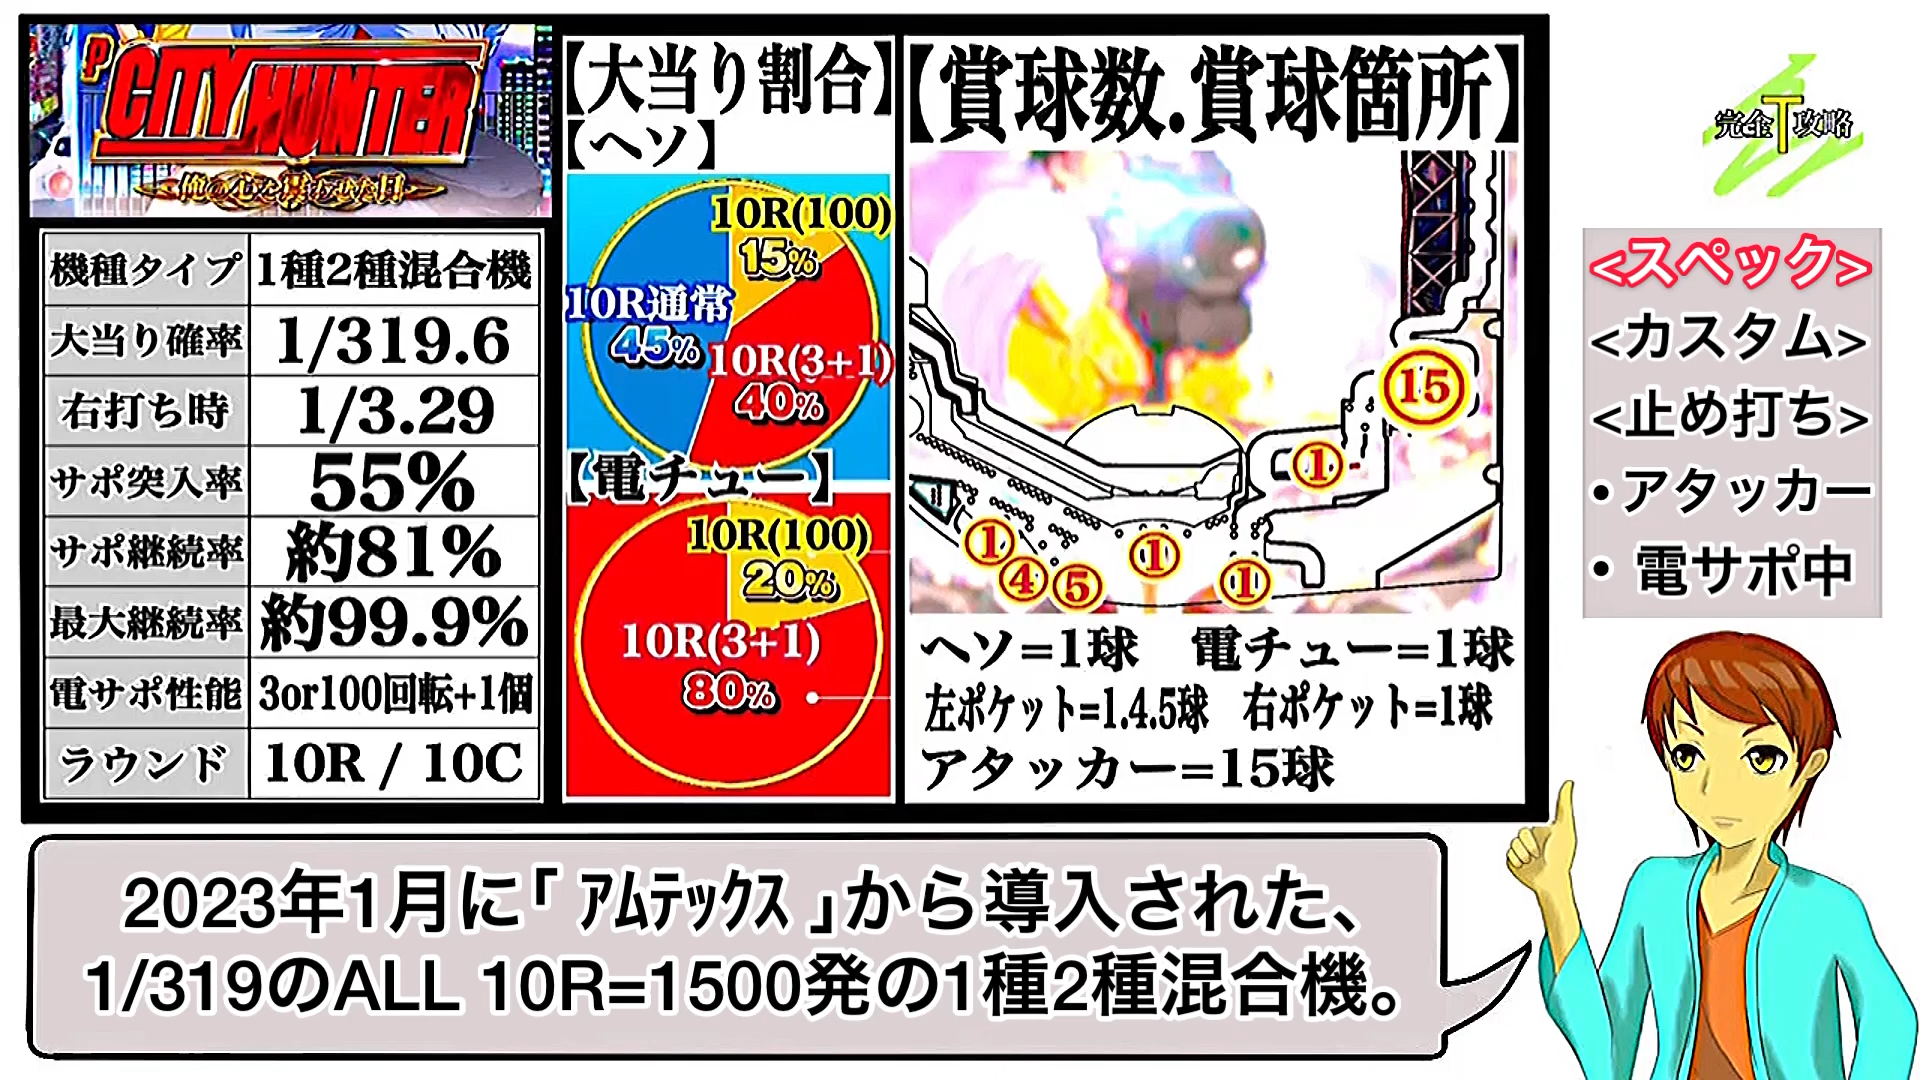 P
CITY HUNTER
俺の心を震わせた日
機種タイプ 1種2種混合機
大当り確率 1/319.6
右打ち時 1/3.29
サポ突入率 55%
サポ継続率 約81%
最大継続率 約99.9%
電サポ性能 3or100回転+1個
ラウンド 10R / 10C
【大当り割合】
【ヘソ】
10R(100)
15%
10R通常
45%
10R(3+1)
40%
【電チュー】
10R(100)
20%
10R(3+1)
80%
【賞球数.賞球箇所】
15
1
1
4
5
1
1
ヘソ=1球 電チュー=1球
左ポケット=1.4.5球 右ポケット=1球
アタッカー=15球
完全T攻略
<スペック>
<カスタム>
<止め打ち>
・アタッカー
・電サポ中
2023年1月に「ｱﾑﾃｯｸｽ」から導入された、
1/319のALL 10R=1500発の1種2種混合機。